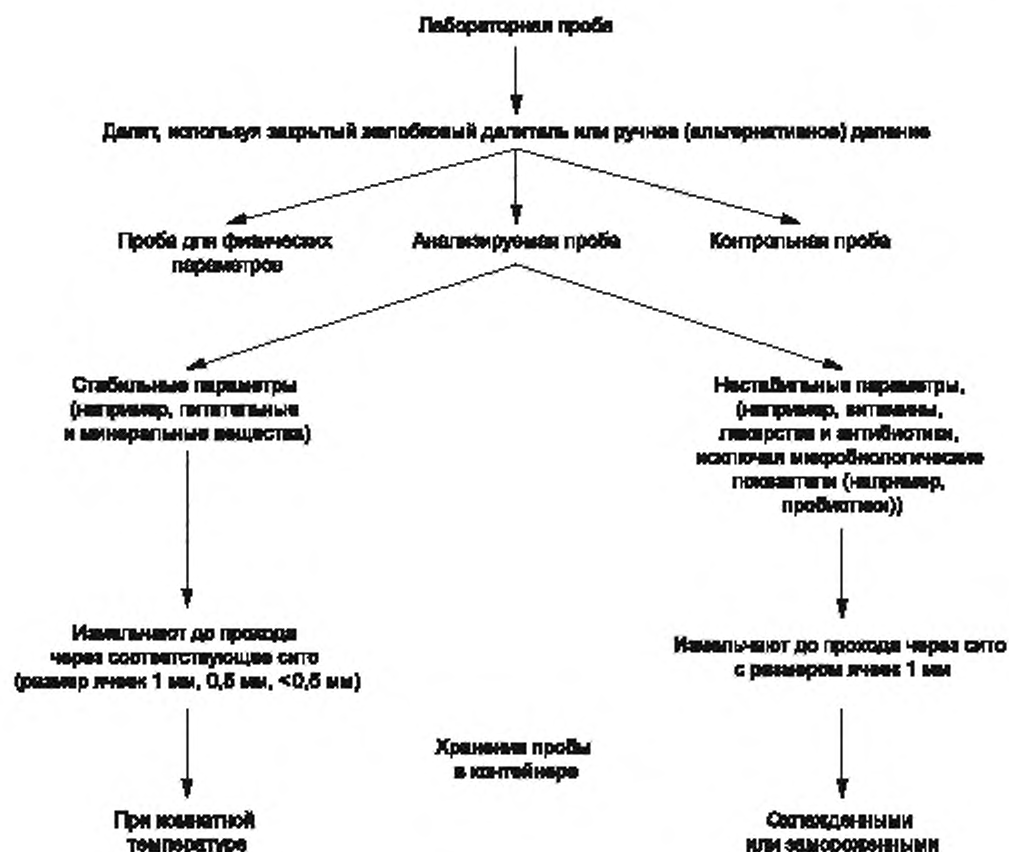 Лабораторная проба
Делят, используя закрытый желобковый делитель или ручное (альтернативное) деление
Проба для физических
параметров
Анализируемая проба
Контрольная проба
Стабильные параметры
(например, питательные
и минеральные вещества)
Нестабильные параметры,
(например, витамины,
лекарства и антибиотики,
исключая микробиологические
показатели (например,
пробиотики))
Измельчают до прохода
через соответствующее сито
(размер ячеек 1 мм, 0,5 мм, <0,5 мм)
Измельчают до прохода через сито
с размером ячеек 1 мм
Хранения пробы
в контейнере
При комнатной
температуре
Охлажденными
или замороженными